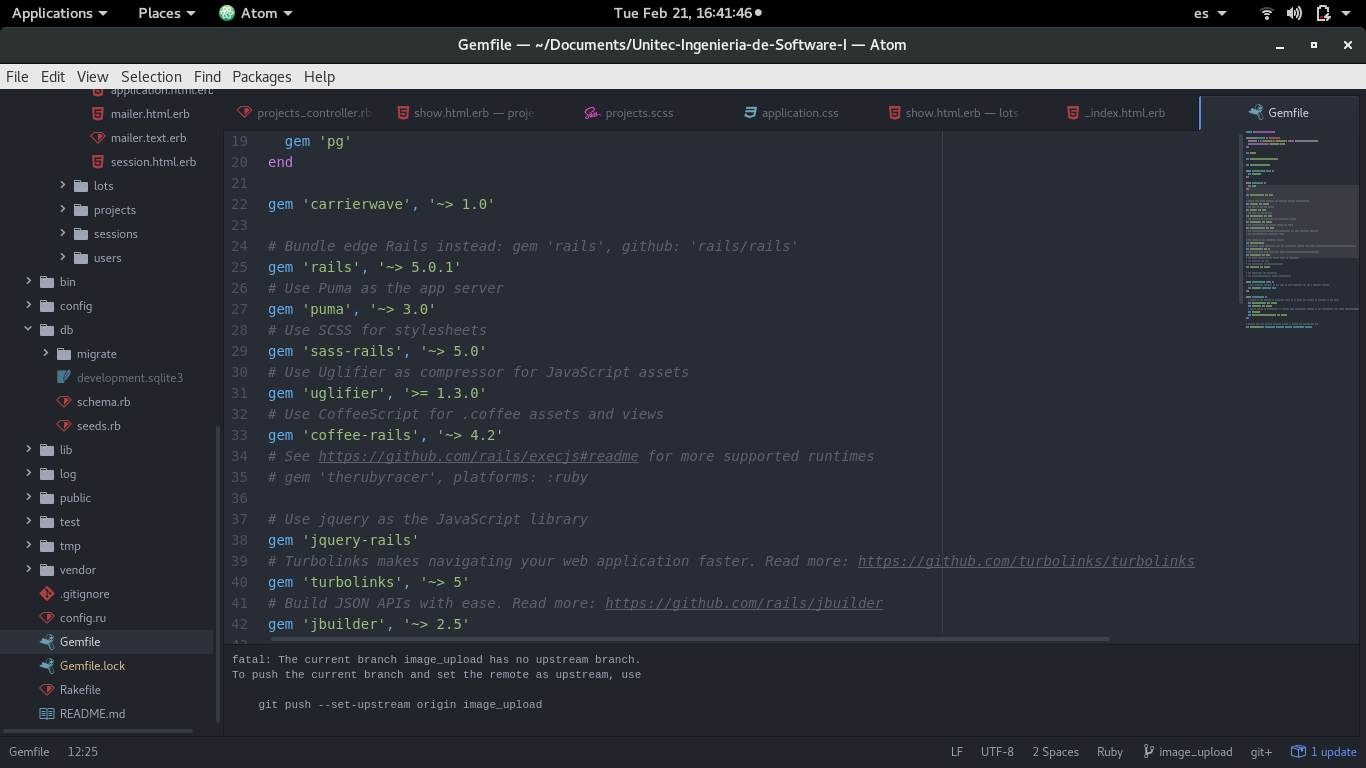 Applications Places Atom Tue Feb 21, 16:41:46 es
Gemfile — ~/Documents/Unitec-Ingenieria-de-Software-I — Atom
File Edit View Selection Find Packages Help
projects_controller.rb show.html.erb — proje projects.scss application.css show.html.erb — lots _index.html.erb Gemfile
application.html.erb
mailer.html.erb
mailer.text.erb
session.html.erb
lots
projects
sessions
users
bin
config
db
migrate
development.sqlite3
schema.rb
seeds.rb
lib
log
public
test
tmp
vendor
.gitignore
config.ru
Gemfile
Gemfile.lock
Rakefile
README.md
19 gem 'pg'
20 end
21
22 gem 'carrierwave', '~> 1.0'
23
24 # Bundle edge Rails instead: gem 'rails', github: 'rails/rails'
25 gem 'rails', '~> 5.0.1'
26 # Use Puma as the app server
27 gem 'puma', '~> 3.0'
28 # Use SCSS for stylesheets
29 gem 'sass-rails', '~> 5.0'
30 # Use Uglifier as compressor for JavaScript assets
31 gem 'uglifier', '>= 1.3.0'
32 # Use CoffeeScript for .coffee assets and views
33 gem 'coffee-rails', '~> 4.2'
34 # See https://github.com/rails/execjs#readme for more supported runtimes
35 # gem 'therubyracer', platforms: :ruby
36
37 # Use jquery as the JavaScript library
38 gem 'jquery-rails'
39 # Turbolinks makes navigating your web application faster. Read more: https://github.com/turbolinks/turbolinks
40 gem 'turbolinks', '~> 5'
41 # Build JSON APIs with ease. Read more: https://github.com/rails/jbuilder
42 gem 'jbuilder', '~> 2.5'
fatal: The current branch image_upload has no upstream branch.
To push the current branch and set the remote as upstream, use
git push --set-upstream origin image_upload
Gemfile 12:25 LF UTF-8 2 Spaces Ruby image_upload git+ 1 update